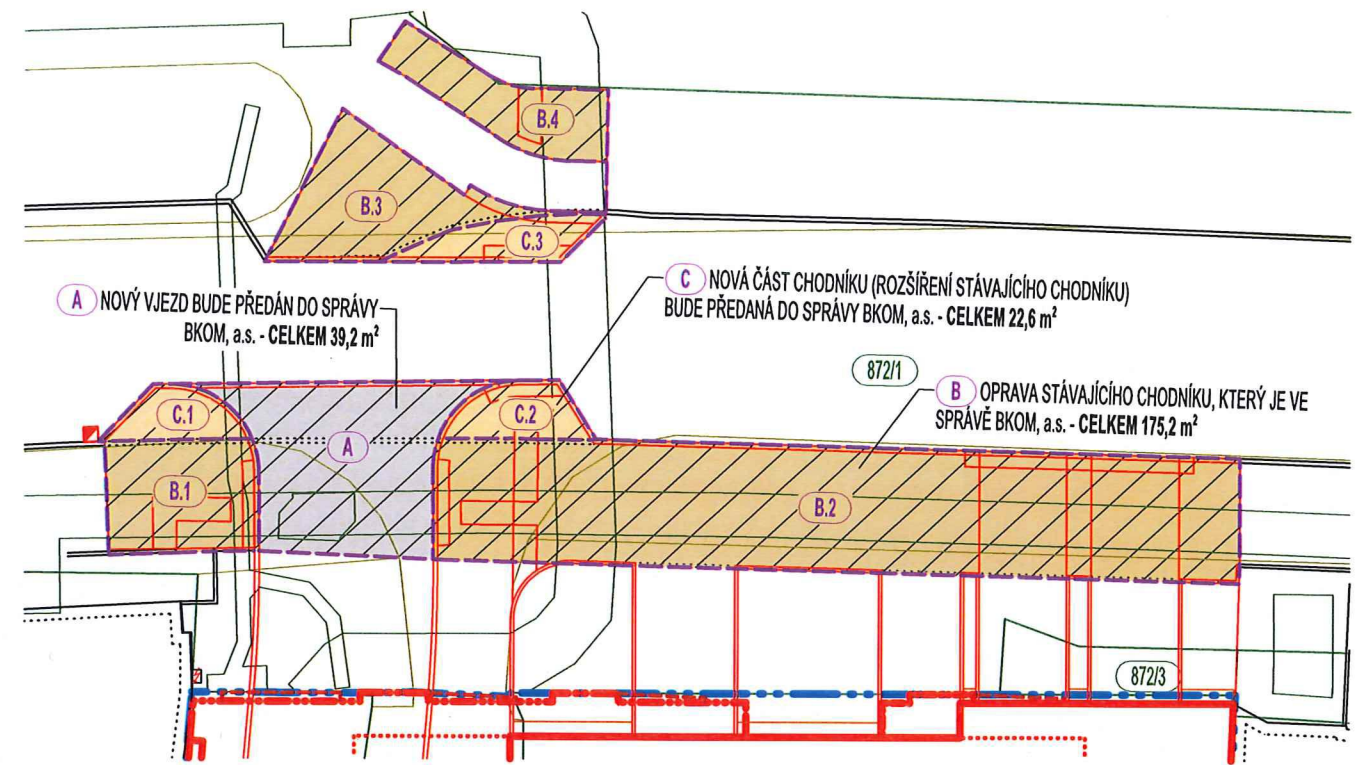 B.4
B.3
C.3
A NOVÝ VJEZD BUDE PŘEDÁN DO SPRÁVY
BKOM, a.s. - CELKEM 39,2 m²
C NOVÁ ČÁST CHODNÍKU (ROZŠÍŘENÍ STÁVAJÍCÍHO CHODNÍKU)
BUDE PŘEDANÁ DO SPRÁVY BKOM, a.s. - CELKEM 22,6 m²
872/1
B OPRAVA STÁVAJÍCÍHO CHODNÍKU, KTERÝ JE VE
SPRÁVĚ BKOM, a.s. - CELKEM 175,2 m²
C.1
C.2
A
B.1
B.2
872/3